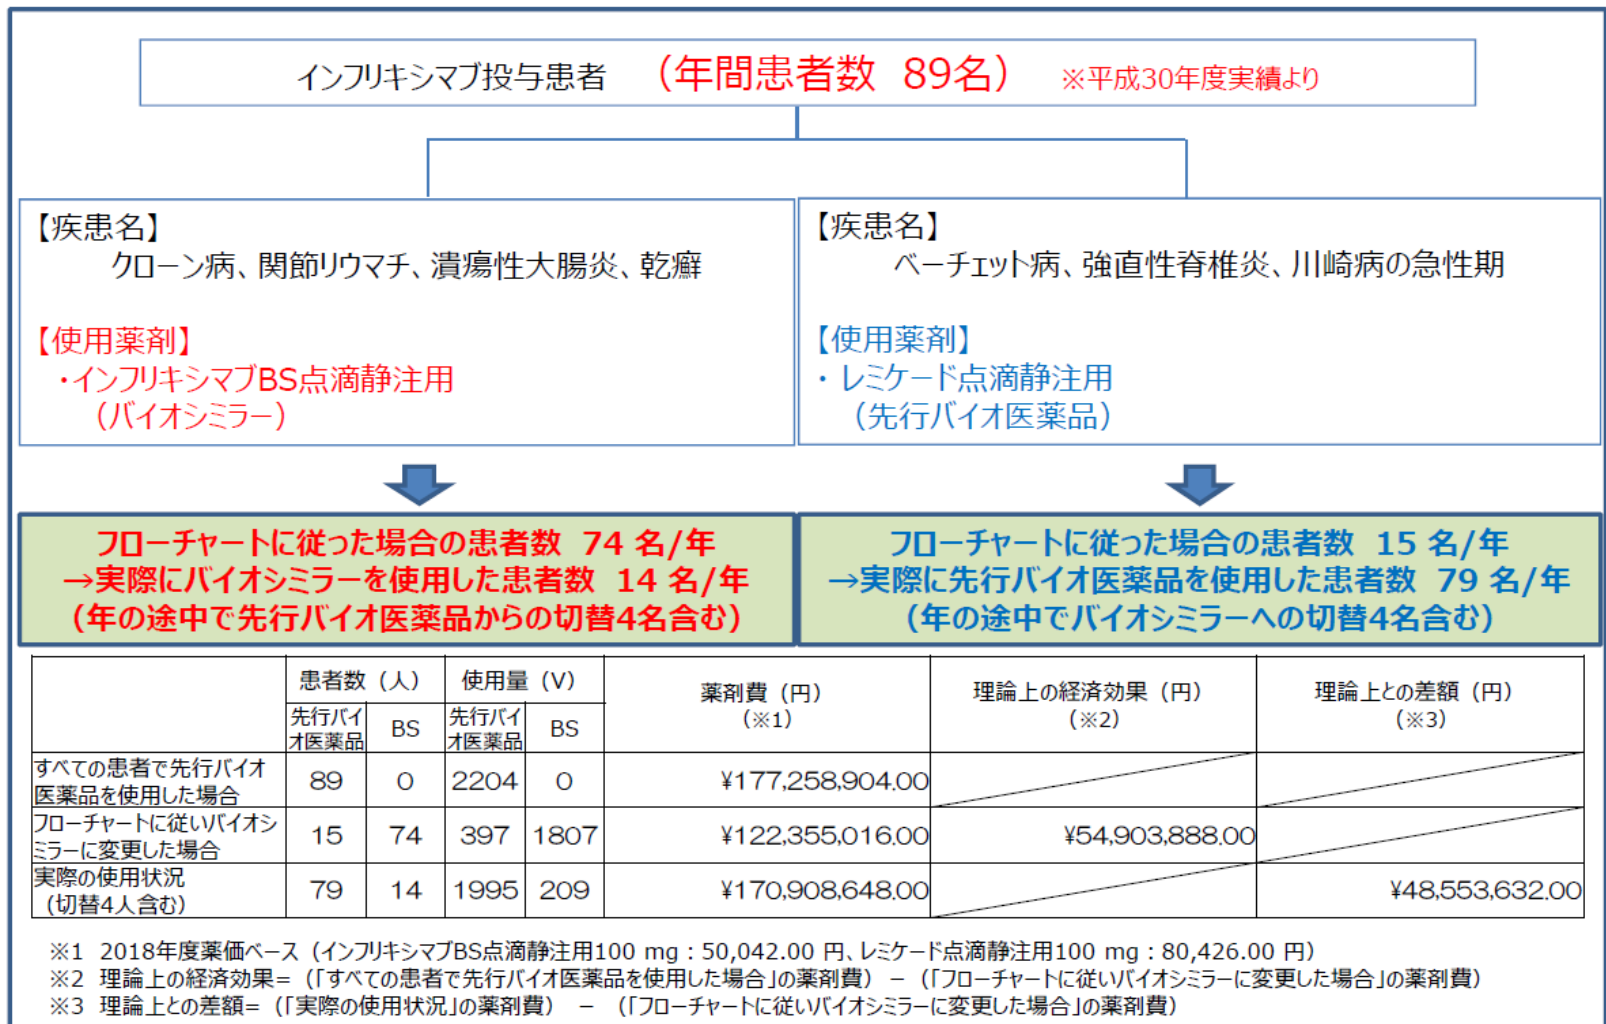 インフリキシマブ投与患者 （年間患者数 89名） ※平成30年度実績より
【疾患名】
クローン病、関節リウマチ、潰瘍性大腸炎、乾癬
【使用薬剤】
・インフリキシマブBS点滴静注用
（バイオシミラー）
【疾患名】
ベーチェット病、強直性脊椎炎、川崎病の急性期
【使用薬剤】
・レミケード点滴静注用
（先行バイオ医薬品）
フローチャートに従った場合の患者数 74 名/年
→実際にバイオシミラーを使用した患者数 14 名/年
（年の途中で先行バイオ医薬品からの切替4名含む）
フローチャートに従った場合の患者数 15 名/年
→実際に先行バイオ医薬品を使用した患者数 79 名/年
（年の途中でバイオシミラーへの切替4名含む）
患者数（人） 使用量（V） 薬剤費（円） 理論上の経済効果（円） 理論上との差額（円）
（※1） （※2） （※3）
先行バイ
オ医薬品
BS
先行バイ
オ医薬品
BS
すべての患者で先行バイオ
医薬品を使用した場合
89 0 2204 0 ¥177,258,904.00
フローチャートに従いバイオシ
ミラーに変更した場合
15 74 397 1807 ¥122,355,016.00 ¥54,903,888.00
実際の使用状況
（切替4人含む）
79 14 1995 209 ¥170,908,648.00 ¥48,553,632.00
※1 2018年度薬価ベース（インフリキシマブBS点滴静注用100 mg：50,042.00 円、レミケード点滴静注用100 mg：80,426.00 円）
※2 理論上の経済効果＝（「すべての患者で先行バイオ医薬品を使用した場合」の薬剤費）－（「フローチャートに従いバイオシミラーに変更した場合」の薬剤費）
※3 理論上との差額＝（「実際の使用状況」の薬剤費） － （「フローチャートに従いバイオシミラーに変更した場合」の薬剤費）